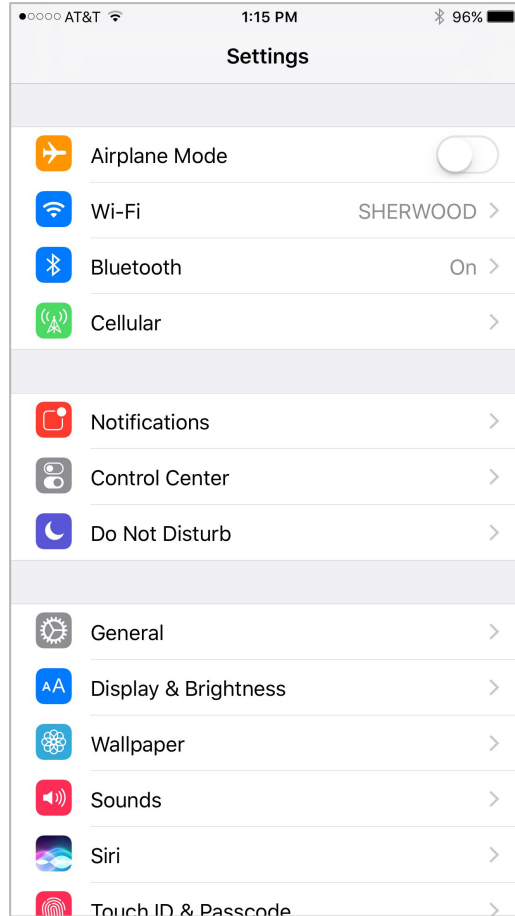 AT&T 1:15 PM 96%
Settings
Airplane Mode
Wi-Fi SHERWOOD
Bluetooth On
Cellular
Notifications
Control Center
Do Not Disturb
General
AA Display & Brightness
Wallpaper
Sounds
Siri
Touch ID & Passcode